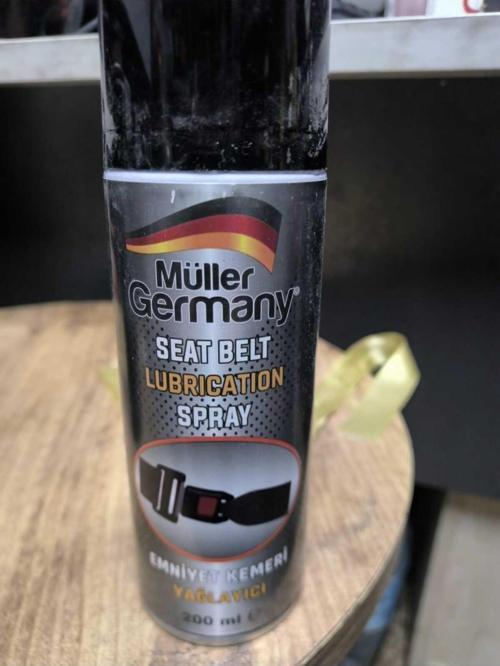 Müller
Germany®
SEAT BELT
LUBRICATION
SPRAY
EMNİYET KEMERİ
YAĞLAYICI
200 ml e